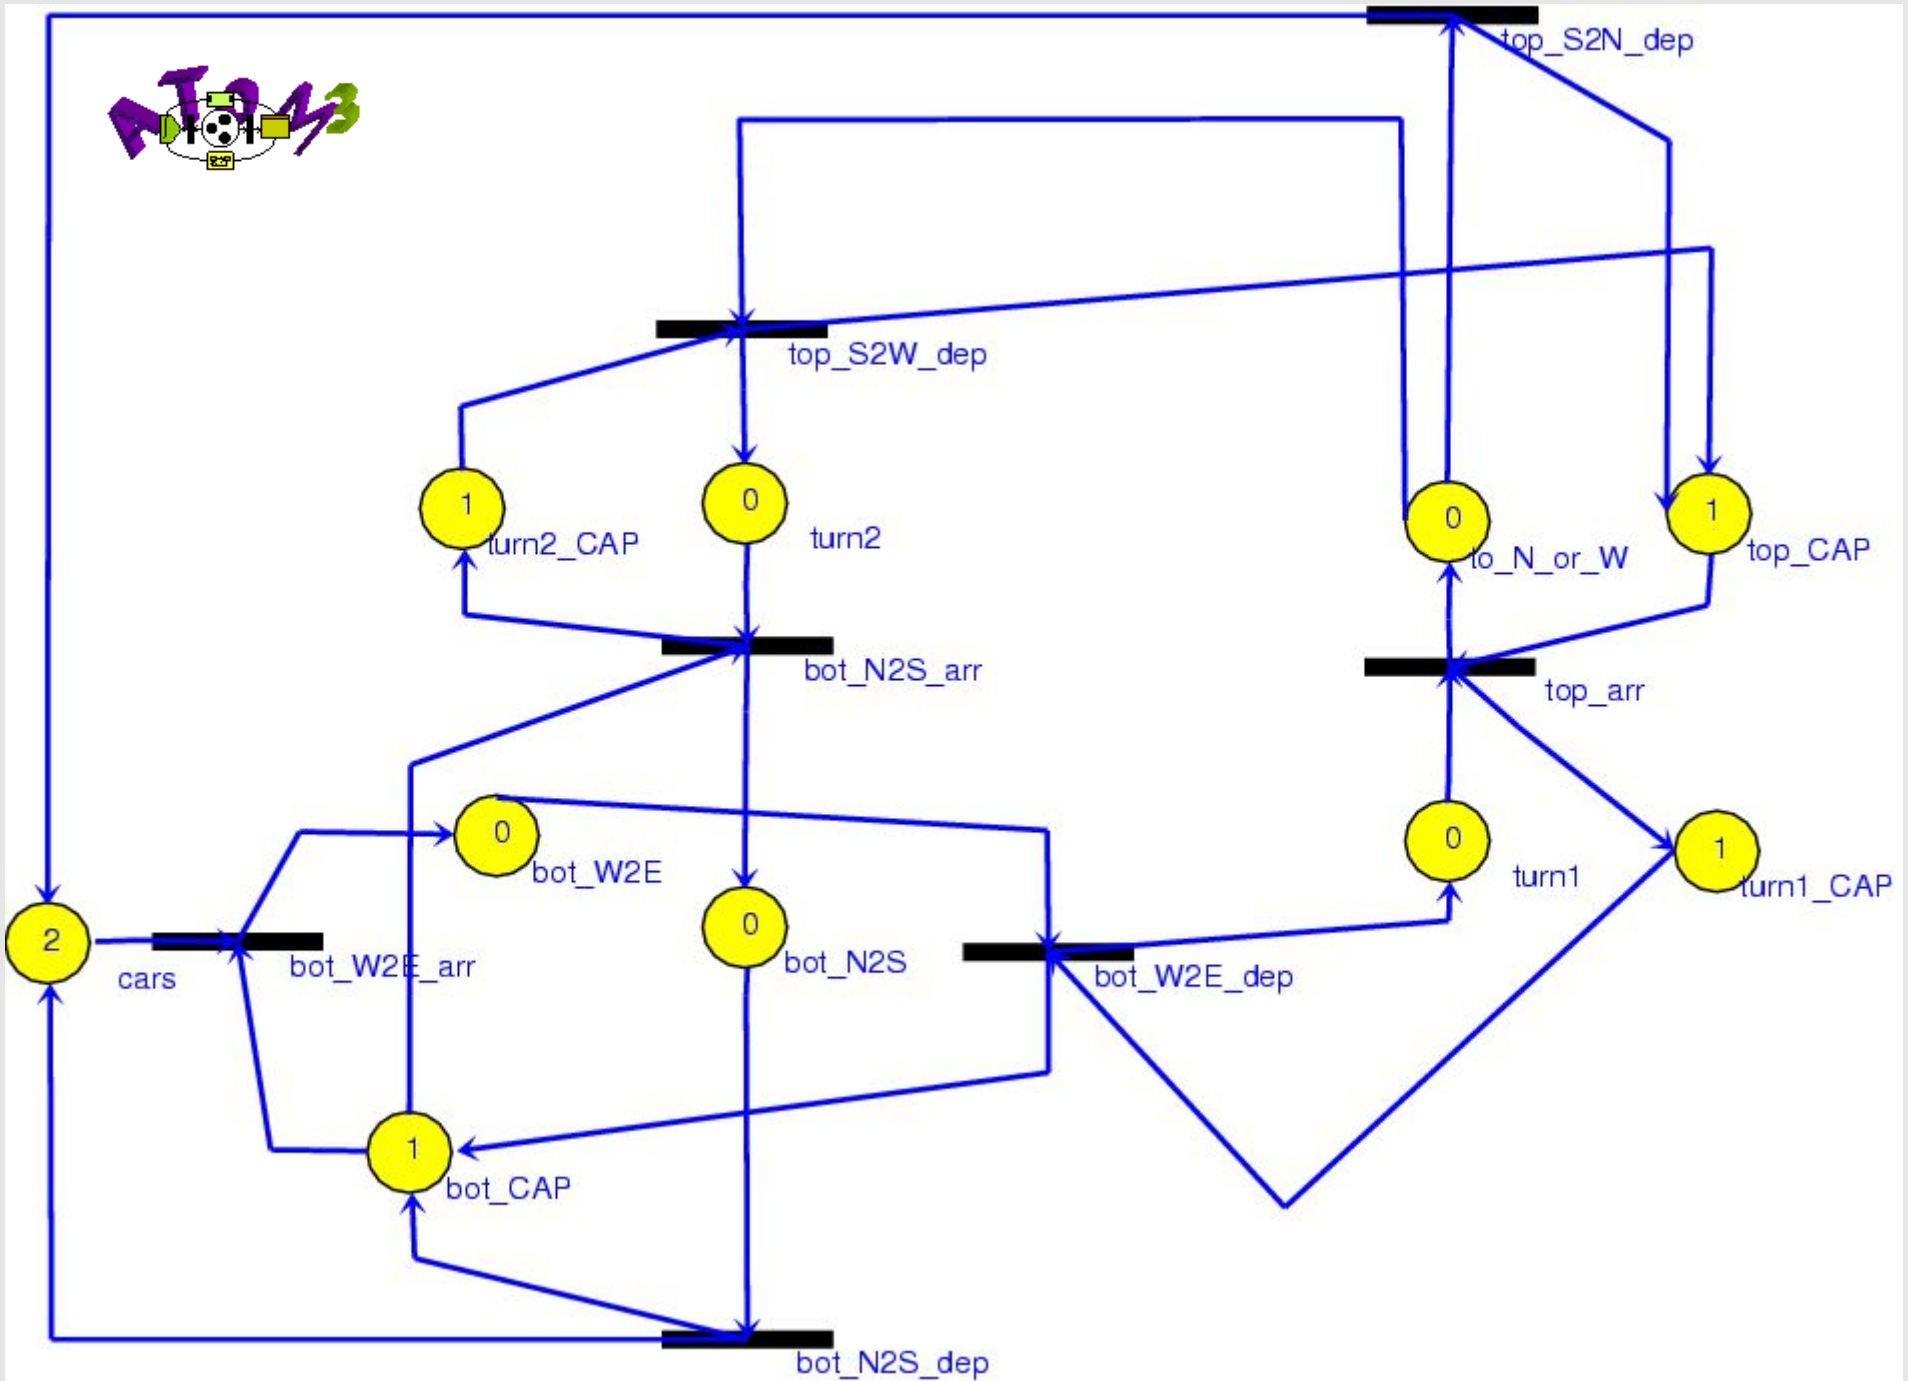 top_S2N_dep
AToM3
top_S2W_dep
1
turn2_CAP
0
turn2
0
to_N_or_W
1
top_CAP
bot_N2S_arr
top_arr
0
bot_W2E
0
turn1
1
turn1_CAP
2
cars
bot_W2E_arr
0
bot_N2S
bot_W2E_dep
1
bot_CAP
bot_N2S_dep